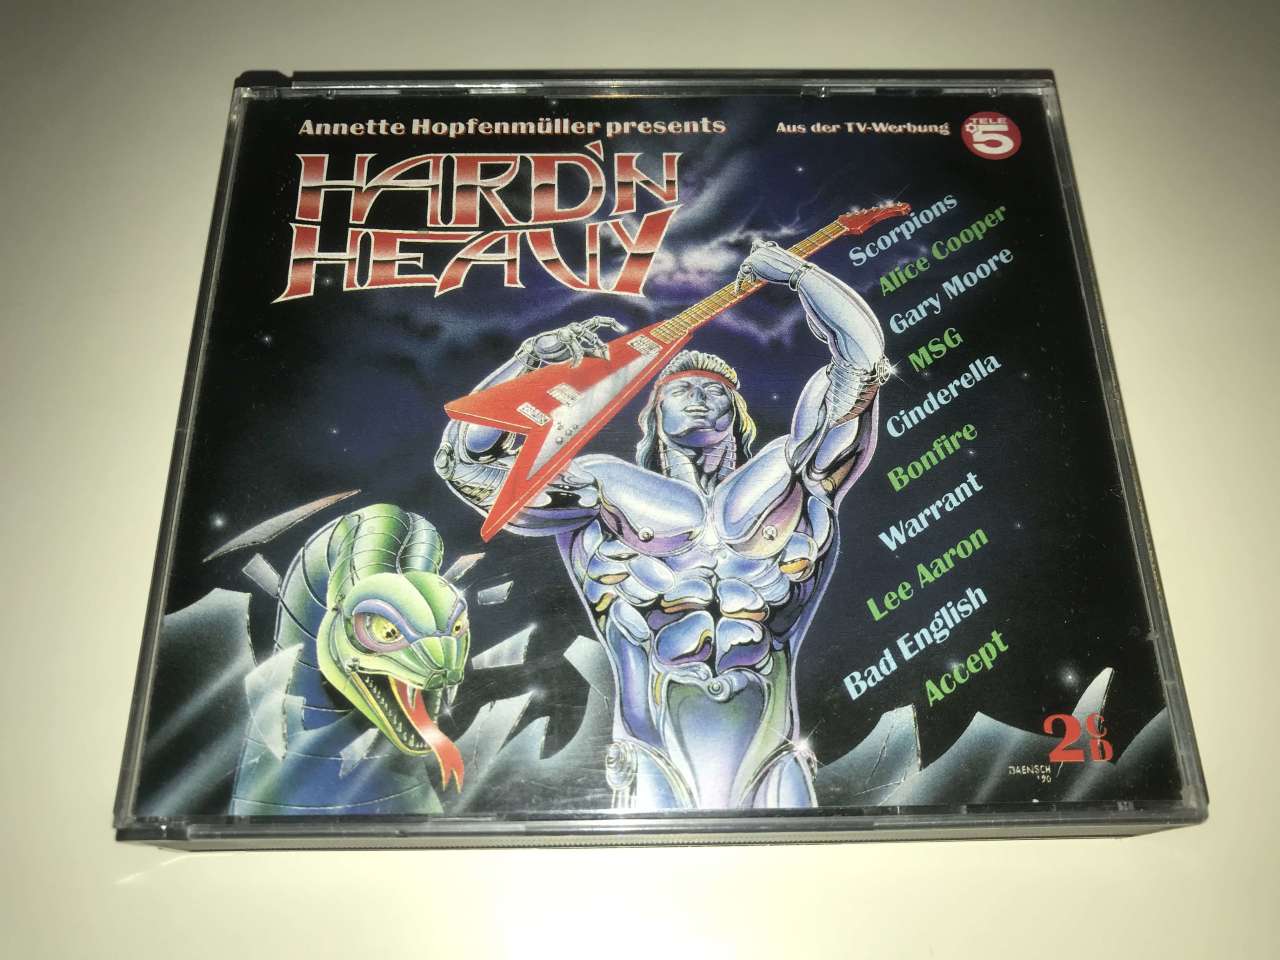 Annette Hopfenmüller presents
Aus der TV-Werbung
TELE
5
HARD'N
HEAVY
Scorpions
Alice Cooper
Gary Moore
MSG
Cinderella
Bonfire
Warrant
Lee Aaron
Bad English
Accept
2CD
BAENSCH
'90